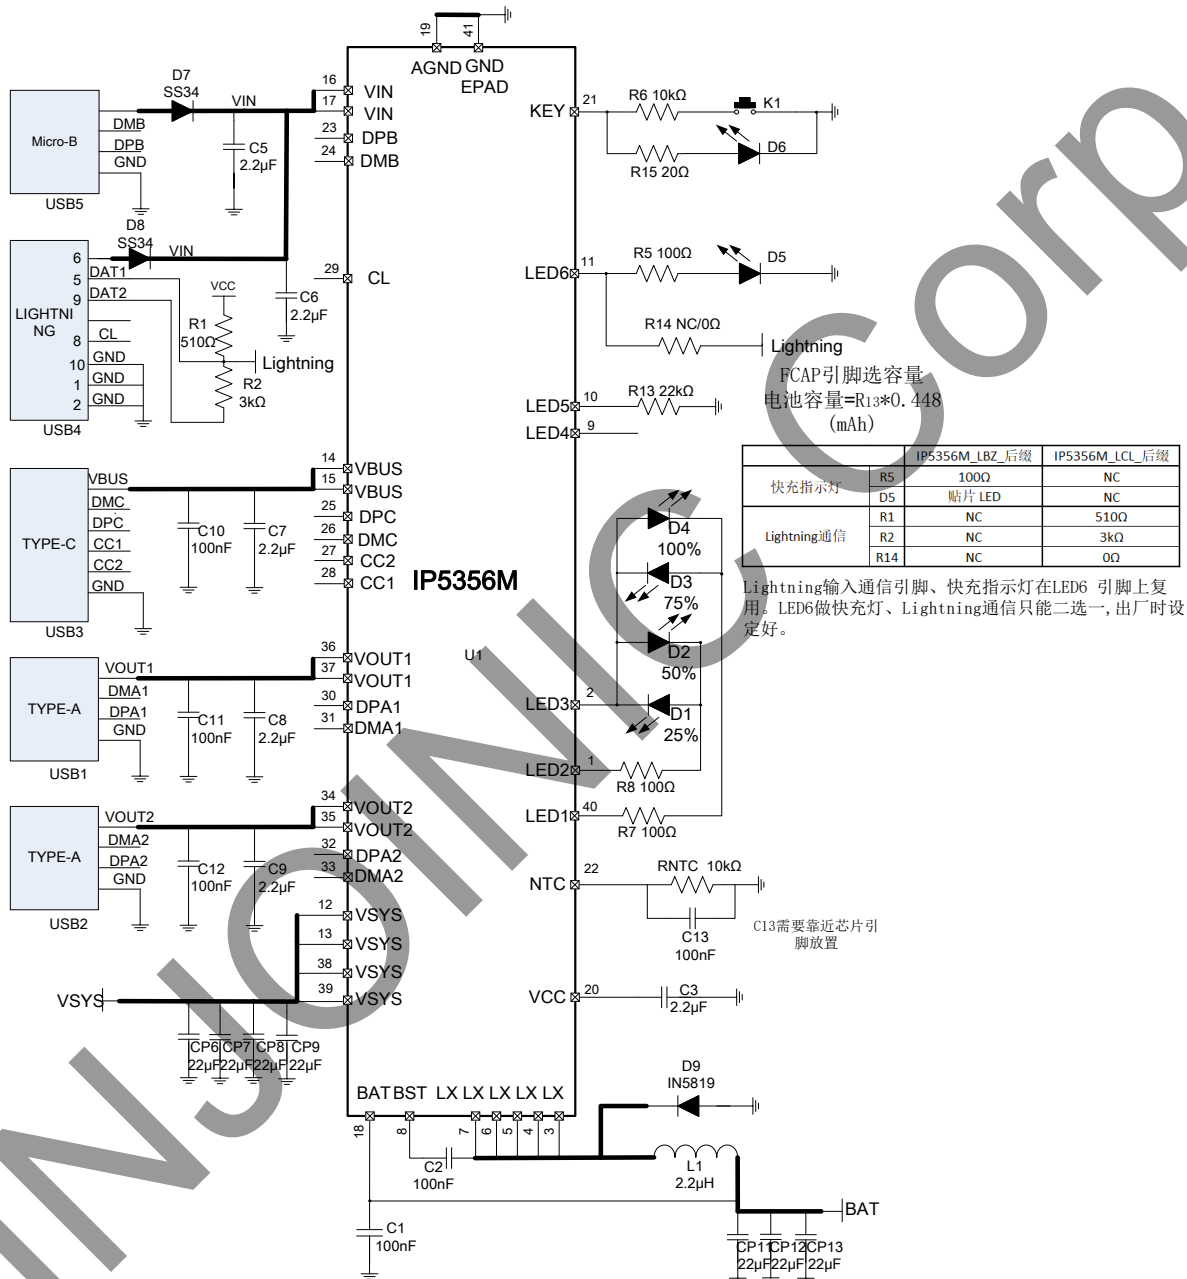 19
41
AGND GND
EPAD
Micro-B
DMB
DPB
GND
USB5
D7
SS34
VIN
C5
2.2μF
16
VIN
17
VIN
23
DPB
24
DMB
LIGHTNI
NG
6
5
DAT1
9
DAT2
8
CL
10
GND
1
GND
2
GND
USB4
D8
SS34
VIN
C6
2.2μF
VCC
R1
510Ω
R2
3kΩ
Lightning
29
CL
TYPE-C
VBUS
DMC
DPC
CC1
CC2
GND
USB3
C10
100nF
C7
2.2μF
14
VBUS
15
VBUS
25
DPC
26
DMC
27
CC2
28
CC1
IP5356M
U1
TYPE-A
VOUT1
DMA1
DPA1
GND
USB1
C11
100nF
C8
2.2μF
36
VOUT1
37
VOUT1
30
DPA1
31
DMA1
TYPE-A
VOUT2
DMA2
DPA2
GND
USB2
C12
100nF
C9
2.2μF
34
VOUT2
35
VOUT2
32
DPA2
33
DMA2
12
VSYS
13
VSYS
38
VSYS
39
VSYS
VSYS
CP6
22μF
CP7
22μF
CP8
22μF
CP9
22μF
KEY
21
R6 10kΩ
K1
R15 20Ω
D6
LED6
11
R5 100Ω
D5
R14 NC/0Ω
Lightning
LED5
10
R13 22kΩ
LED4
9
FCAP引脚选容量
电池容量=R13*0.448
(mAh)
IP5356M_LBZ_后缀 IP5356M_LCL_后缀
快充指示灯 R5 100Ω NC
D5 贴片 LED NC
Lightning通信 R1 NC 510Ω
R2 NC 3kΩ
R14 NC 0Ω
Lightning输入通信引脚、快充指示灯在LED6 引脚上复
用。LED6做快充灯、Lightning通信只能二选一,出厂时设
定好。
D4
100%
D3
75%
D2
50%
D1
25%
LED3
2
LED2
1
R8 100Ω
LED1
40
R7 100Ω
NTC
22
RNTC 10kΩ
C13
100nF
C13需要靠近芯片引
脚放置
VCC
20
C3
2.2μF
BAT BST LX LX LX LX LX
18
8
7
6
5
4
3
D9
IN5819
C2
100nF
L1
2.2μH
C1
100nF
BAT
CP11
22μF
CP12
22μF
CP13
22μF
INJOINIC Corp